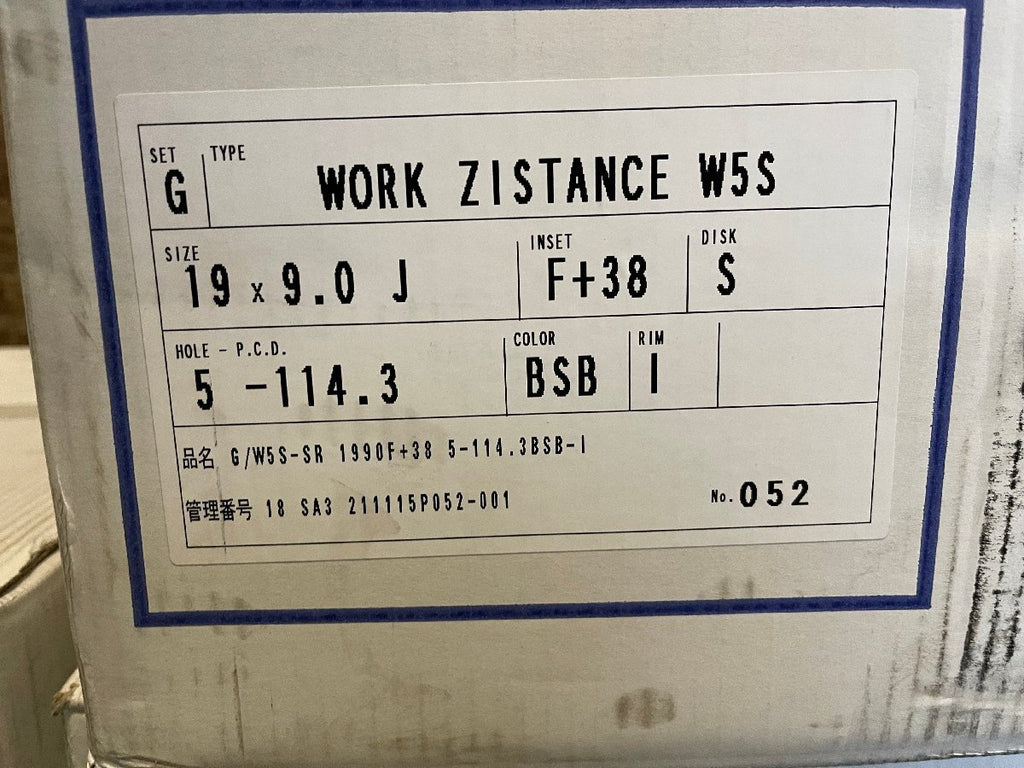 SET TYPE
G WORK ZISTANCE W5S
SIZE INSET DISK
19 x 9.0 J F+38 S
HOLE - P.C.D. COLOR RIM
5 -114.3 BSB I
品名 G/W5S-SR 1990F+38 5-114.3BSB-I
管理番号 18 SA3 211115P052-001 No.052